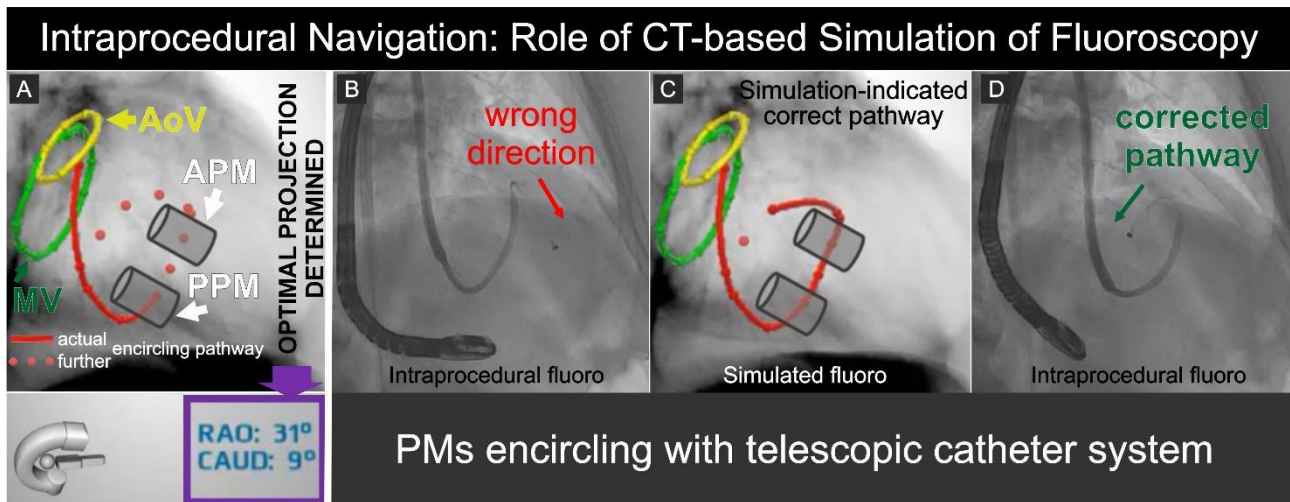 Intraprocedural Navigation: Role of CT-based Simulation of Fluoroscopy
A
AoV
APM
PPM
MV
actual
further
encircling pathway
OPTIMAL PROJECTION
DETERMINED
RAO: 31°
CAUD: 9°
B
wrong
direction
Intraprocedural fluoro
C
Simulation-indicated
correct pathway
Simulated fluoro
D
corrected
pathway
Intraprocedural fluoro
PMs encircling with telescopic catheter system